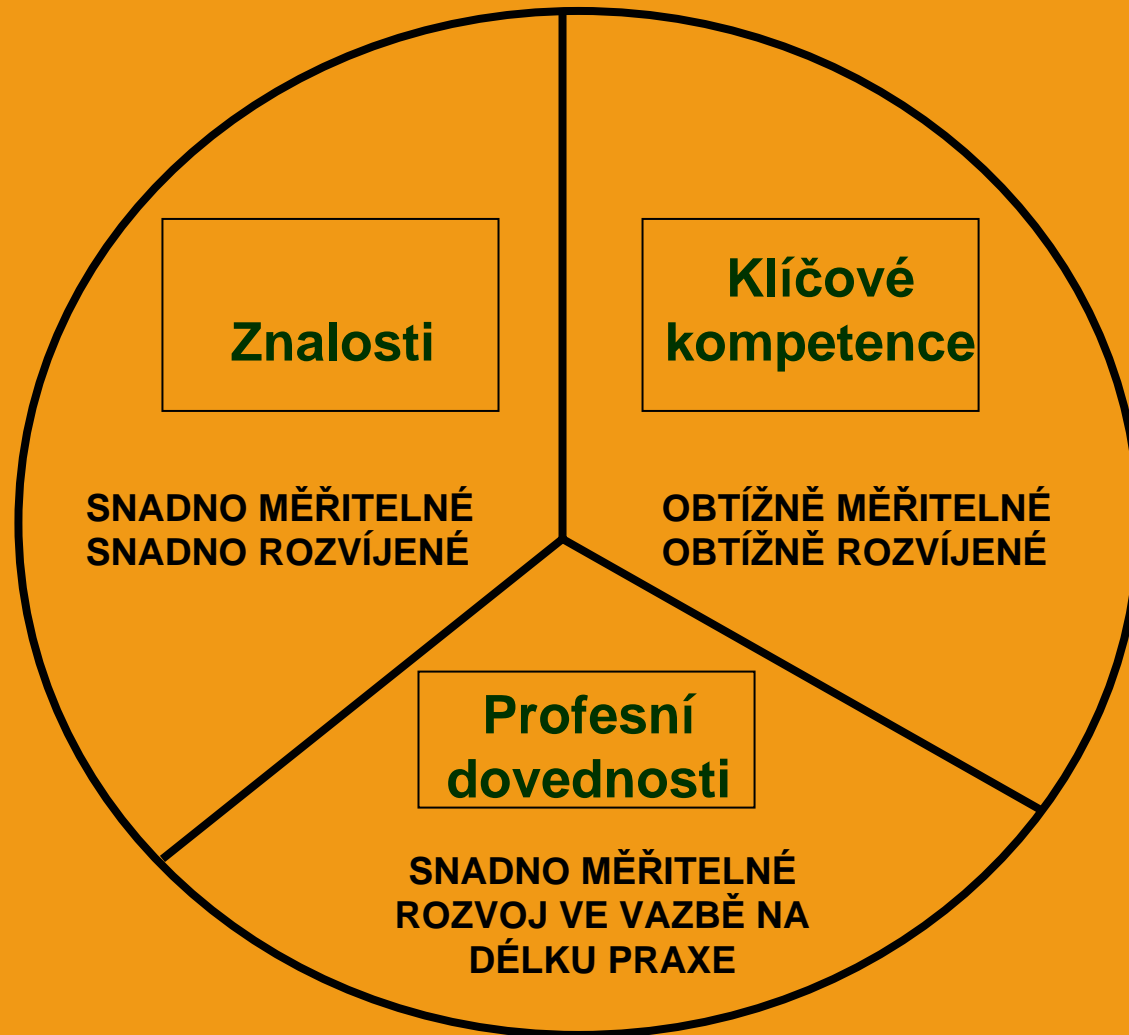 Znalosti
SNADNO MĚŘITELNÉ
SNADNO ROZVÍJENÉ
Klíčové
kompetence
OBTÍŽNĚ MĚŘITELNÉ
OBTÍŽNĚ ROZVÍJENÉ
Profesní
dovednosti
SNADNO MĚŘITELNÉ
ROZVOJ VE VAZBĚ NA
DÉLKU PRAXE